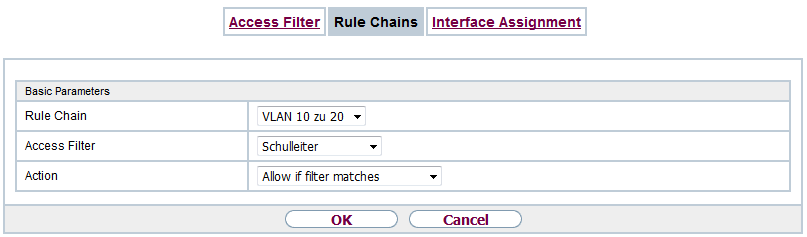 Access Filter Rule Chains Interface Assignment
Basic Parameters
Rule Chain VLAN 10 zu 20
Access Filter Schulleiter
Action Allow if filter matches
OK Cancel